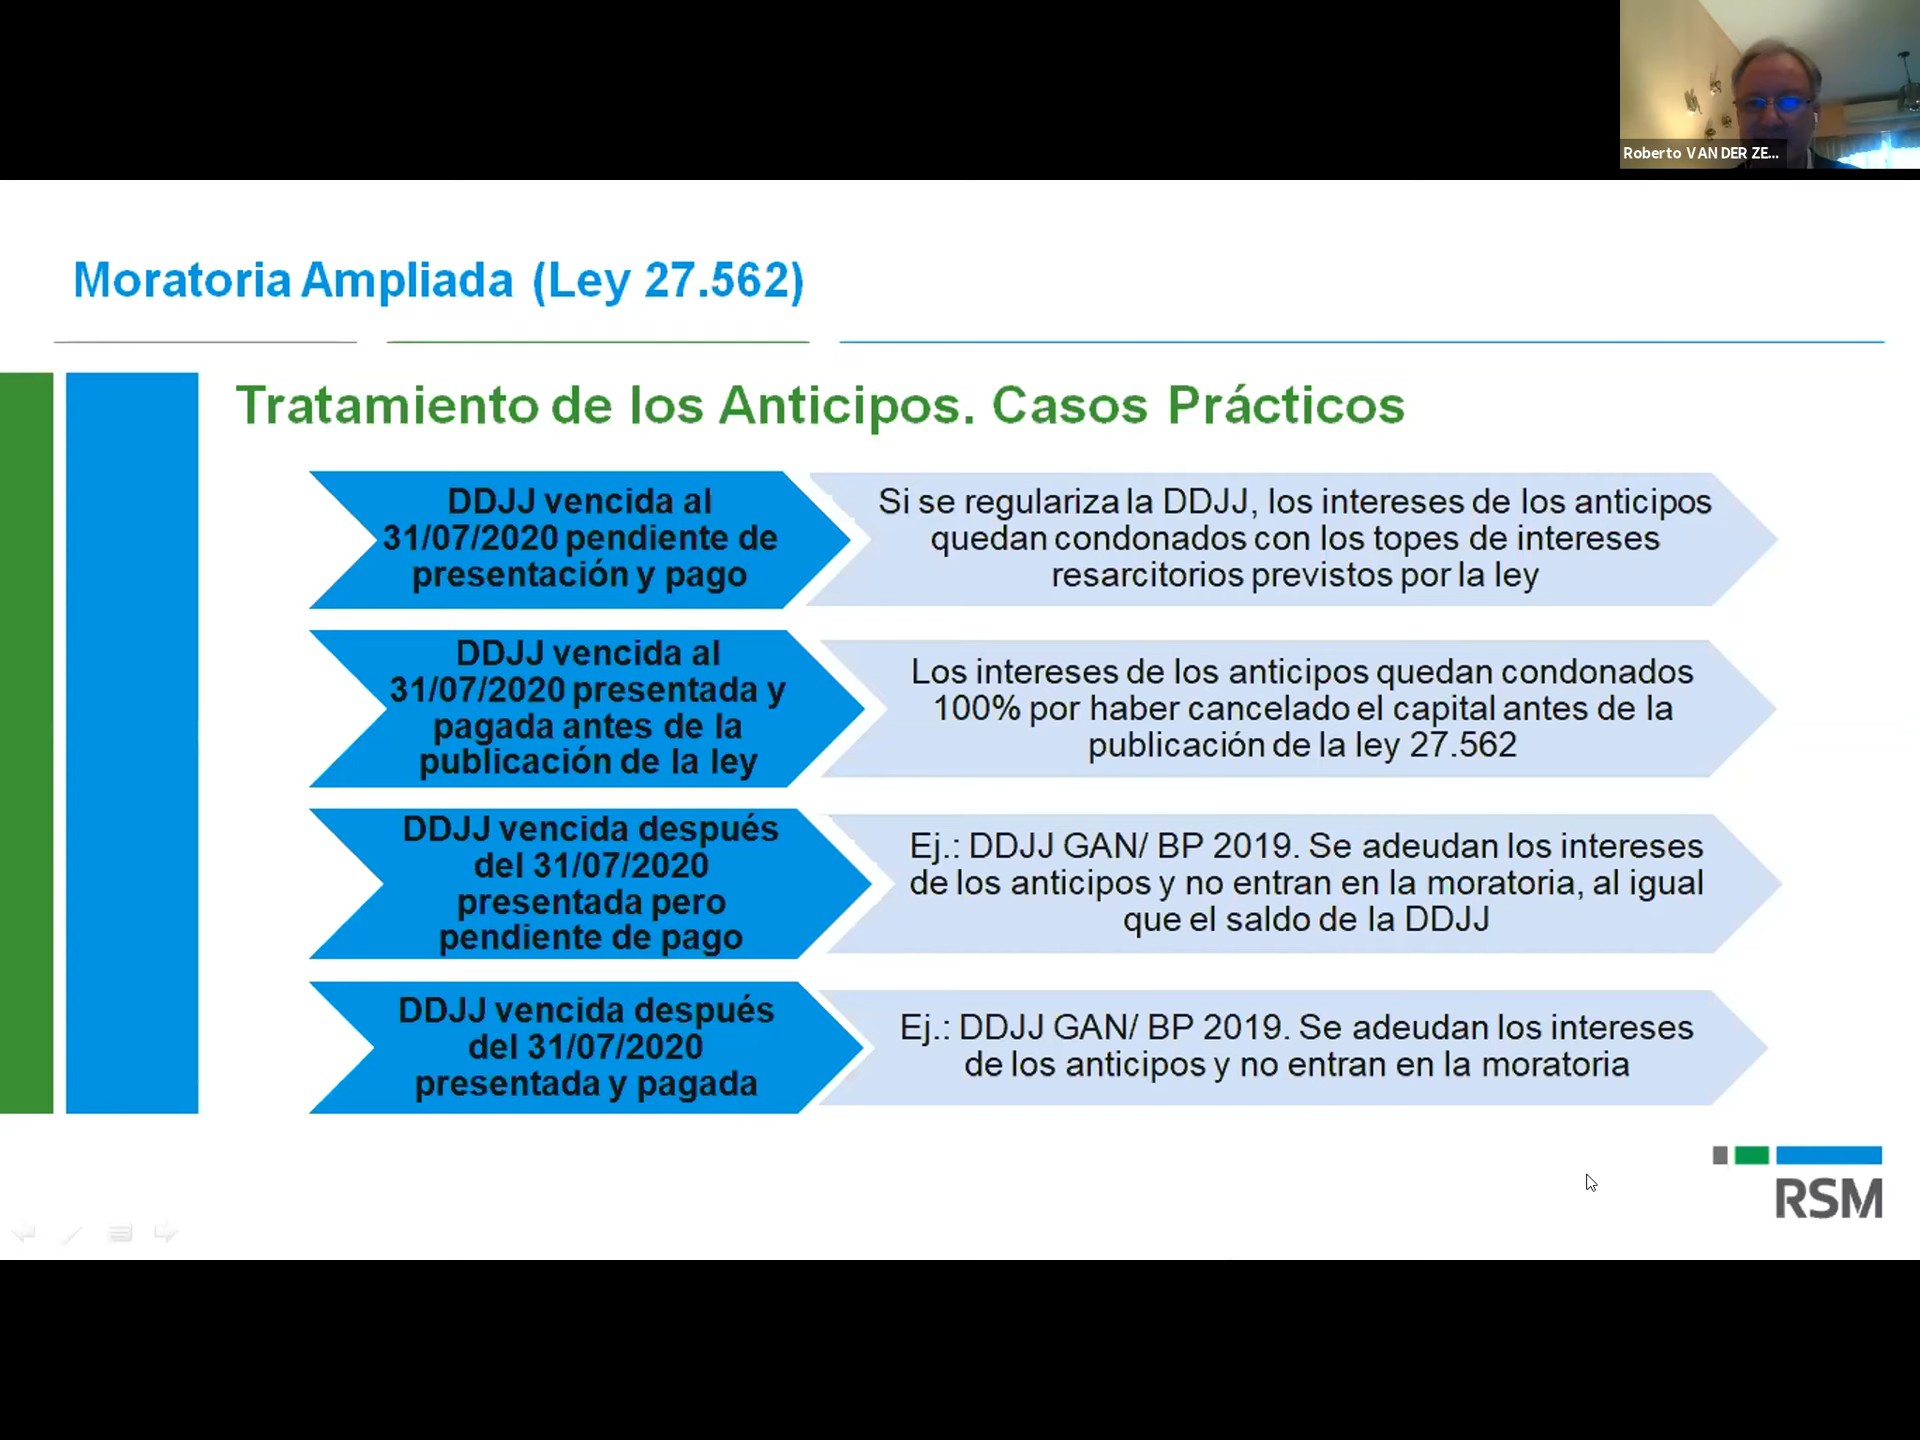 Roberto VAN DER ZE...
Moratoria Ampliada (Ley 27.562)
Tratamiento de los Anticipos. Casos Prácticos
DDJJ vencida al
31/07/2020 pendiente de
presentación y pago
Si se regulariza la DDJJ, los intereses de los anticipos
quedan condonados con los topes de intereses
resarcitorios previstos por la ley
DDJJ vencida al
31/07/2020 presentada y
pagada antes de la
publicación de la ley
Los intereses de los anticipos quedan condonados
100% por haber cancelado el capital antes de la
publicación de la ley 27.562
DDJJ vencida después
del 31/07/2020
presentada pero
pendiente de pago
Ej.: DDJJ GAN/ BP 2019. Se adeudan los intereses
de los anticipos y no entran en la moratoria, al igual
que el saldo de la DDJJ
DDJJ vencida después
del 31/07/2020
presentada y pagada
Ej.: DDJJ GAN/ BP 2019. Se adeudan los intereses
de los anticipos y no entran en la moratoria
RSM